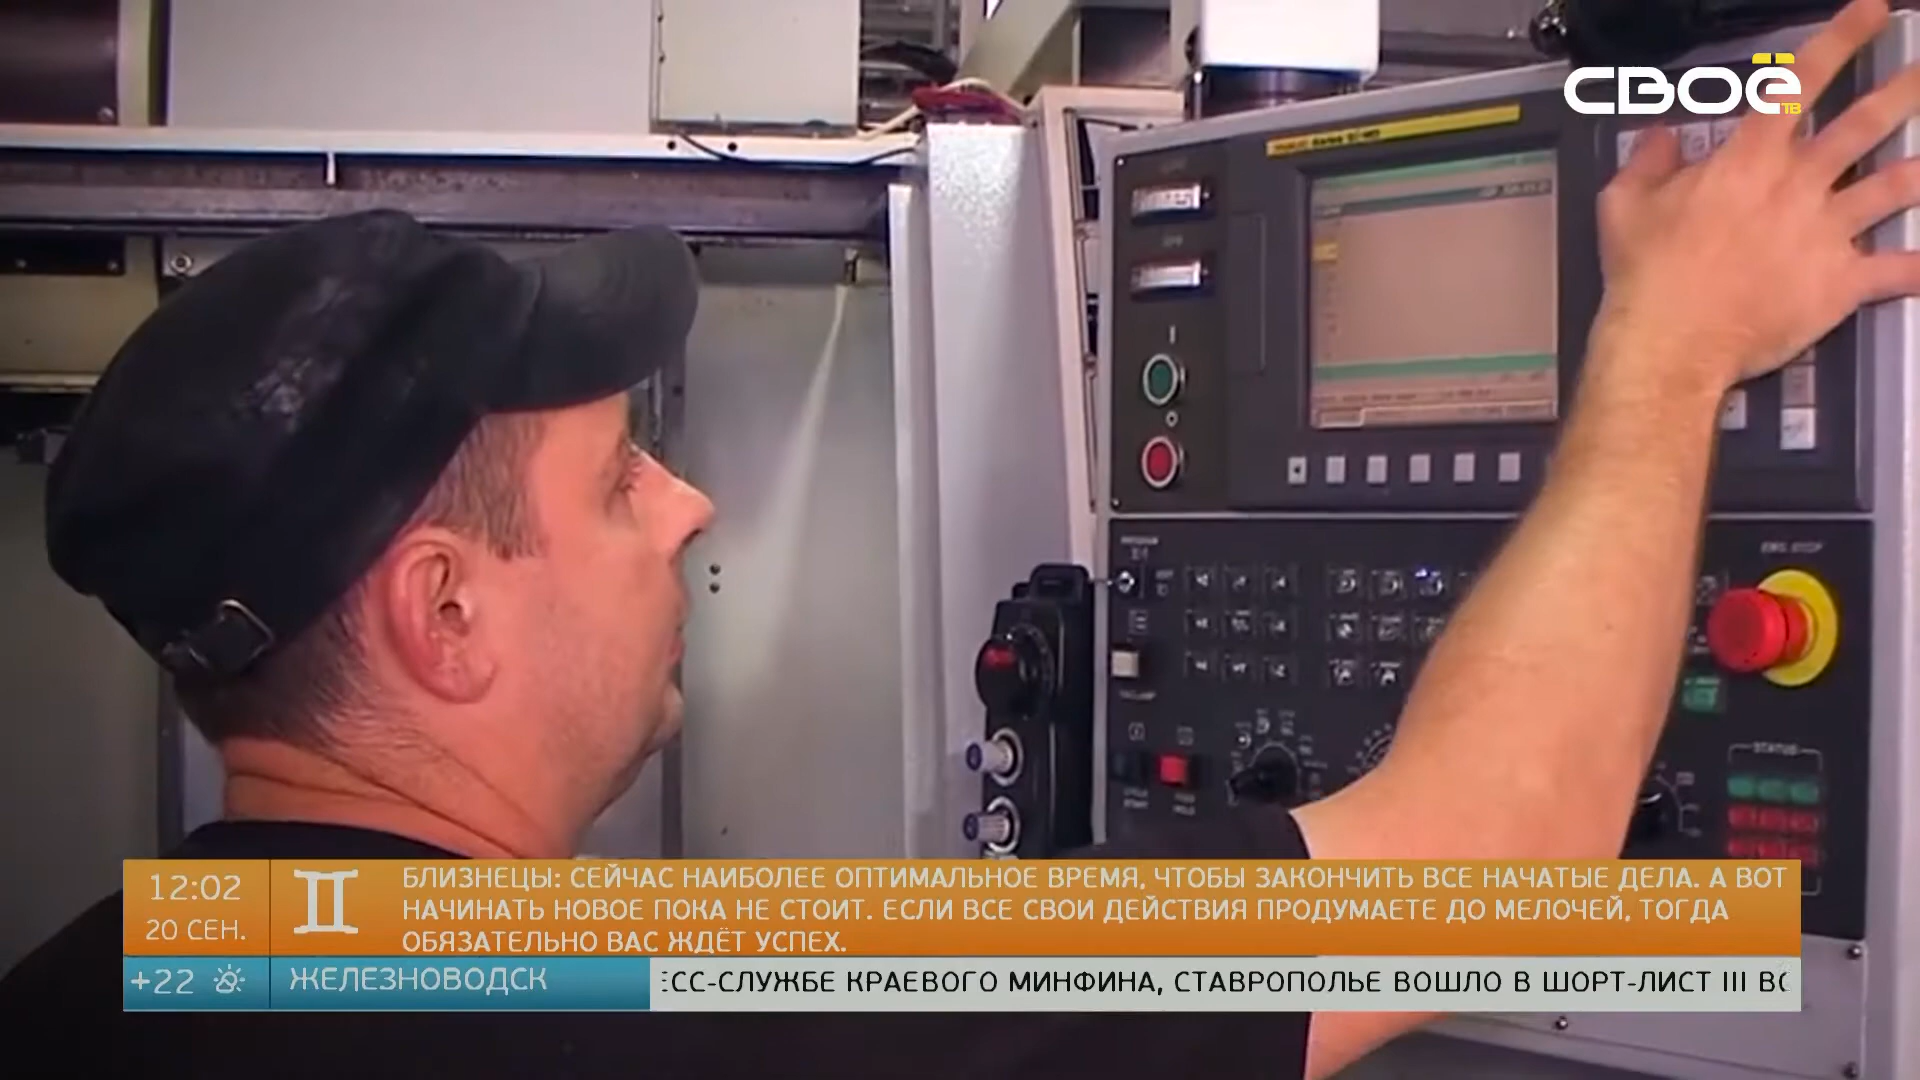 СВОЁ
ТВ
EMG. STOP
STATUS
12:02
20 СЕН.
БЛИЗНЕЦЫ: СЕЙЧАС НАИБОЛЕЕ ОПТИМАЛЬНОЕ ВРЕМЯ, ЧТОБЫ ЗАКОНЧИТЬ ВСЕ НАЧАТЫЕ ДЕЛА. А ВОТ
НАЧИНАТЬ НОВОЕ ПОКА НЕ СТОИТ. ЕСЛИ ВСЕ СВОИ ДЕЙСТВИЯ ПРОДУМАЕТЕ ДО МЕЛОЧЕЙ, ТОГДА
ОБЯЗАТЕЛЬНО ВАС ЖДЁТ УСПЕХ.
+22
ЖЕЛЕЗНОВОДСК
ЕСС-СЛУЖБЕ КРАЕВОГО МИНФИНА, СТАВРОПОЛЬЕ ВОШЛО В ШОРТ-ЛИСТ III ВС